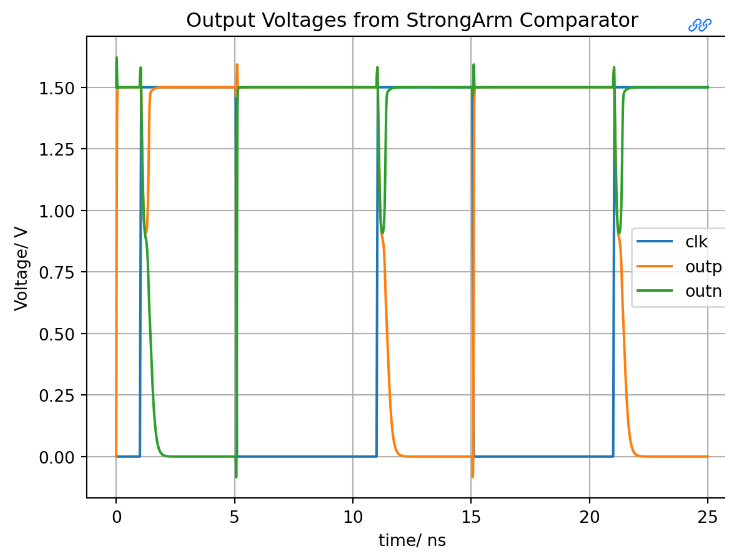 Output Voltages from StrongArm Comparator
Voltage/ V
1.50
1.25
1.00
0.75
0.50
0.25
0.00
clk
outp
outn
0 5 10 15 20 25
time/ ns